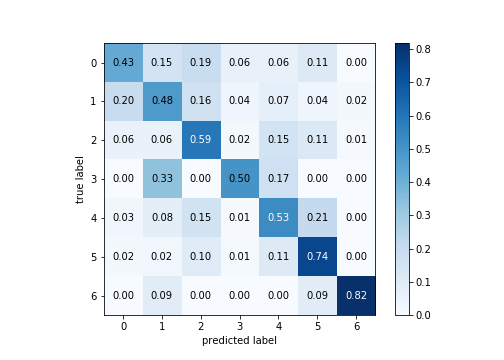 0 0.43 0.15 0.19 0.06 0.06 0.11 0.00
1 0.20 0.48 0.16 0.04 0.07 0.04 0.02
2 0.06 0.06 0.59 0.02 0.15 0.11 0.01
3 0.00 0.33 0.00 0.50 0.17 0.00 0.00
4 0.03 0.08 0.15 0.01 0.53 0.21 0.00
5 0.02 0.02 0.10 0.01 0.11 0.74 0.00
6 0.00 0.09 0.00 0.00 0.00 0.09 0.82
0 1 2 3 4 5 6
predicted label
true label
0.8
0.7
0.6
0.5
0.4
0.3
0.2
0.1
0.0